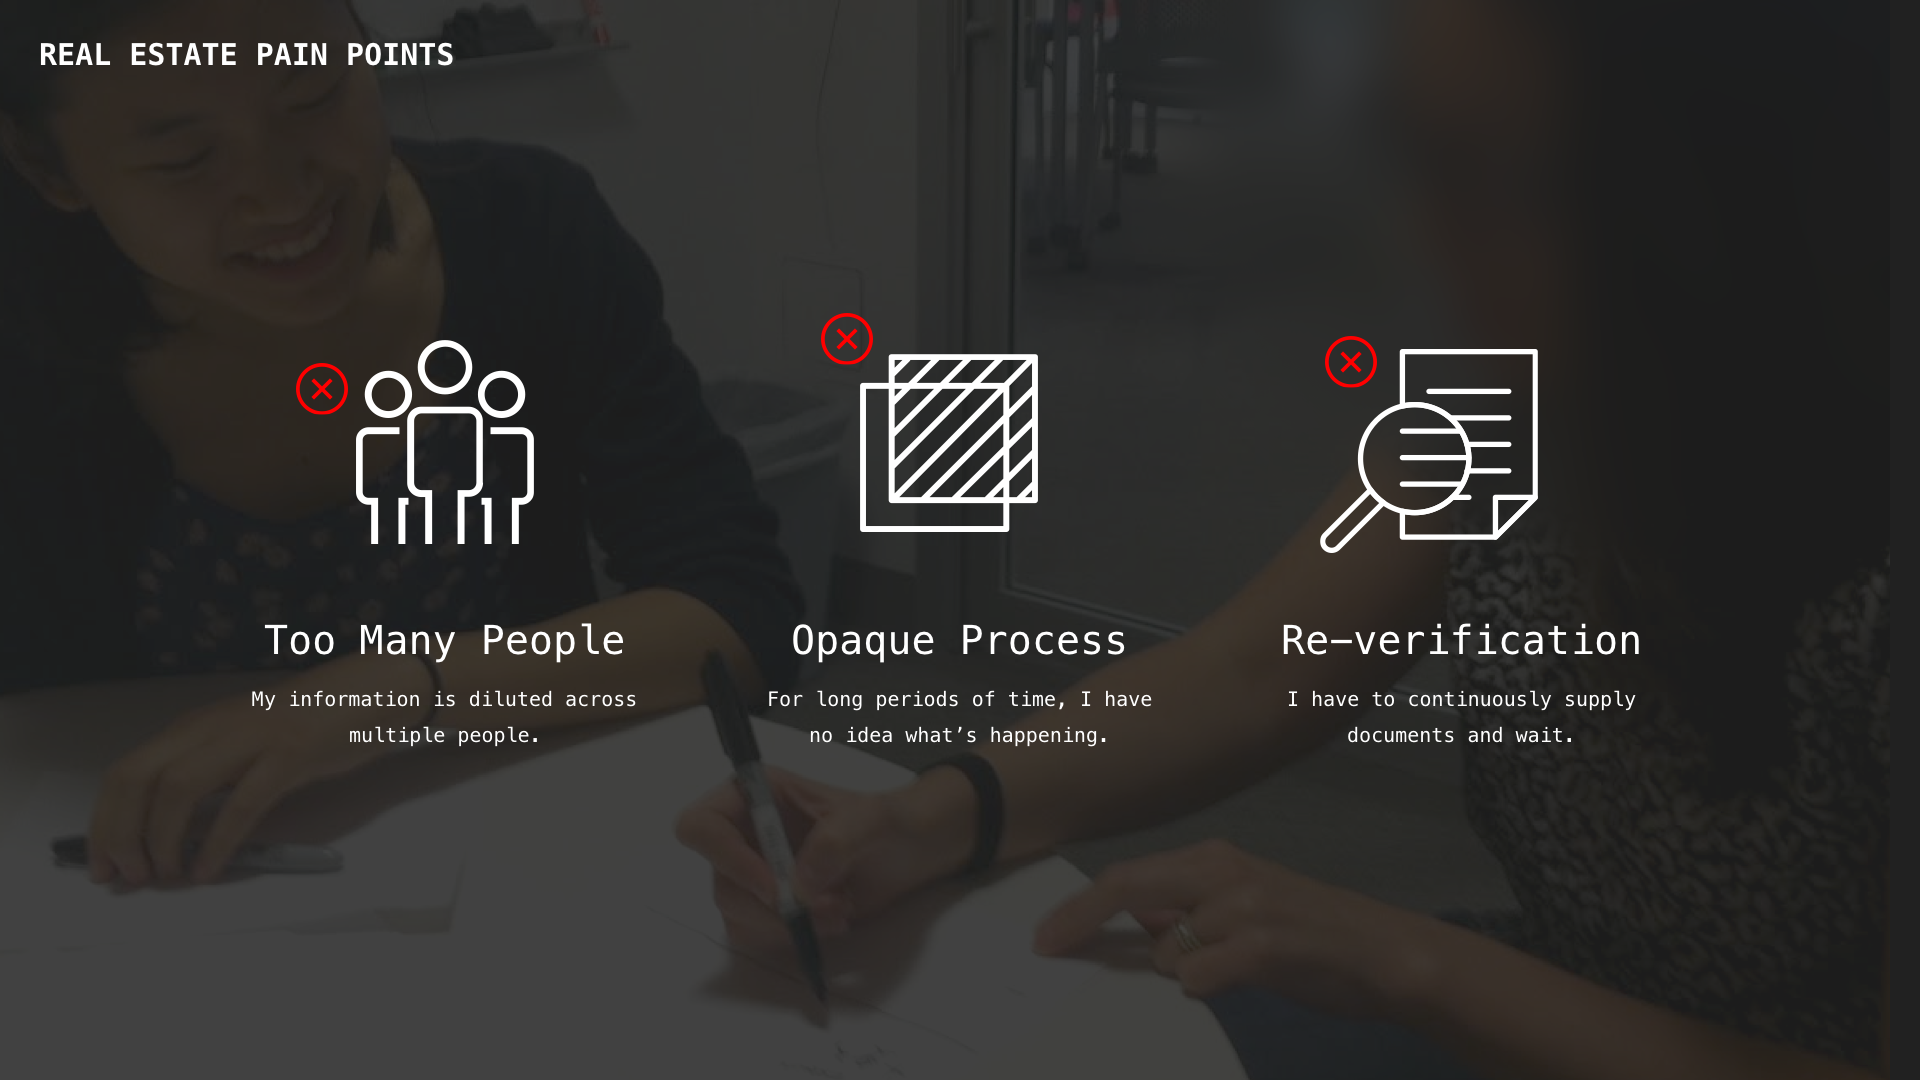 REAL ESTATE PAIN POINTS
Too Many People
My information is diluted across
multiple people.
Opaque Process
For long periods of time, I have
no idea what’s happening.
Re–verification
I have to continuously supply
documents and wait.